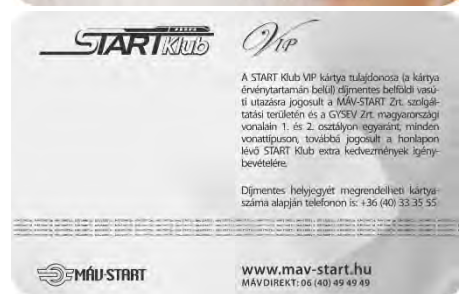 START Klub
VIP
A START Klub VIP kártya tulajdonosa (a kártya
érvénytartamán belül) díjmentes belföldi vasú-
ti utazásra jogosult a MÁV-START Zrt. szolgál-
tatási területén és a GYSEV Zrt. magyarországi
vonalain 1. és 2. osztályon egyaránt, minden
vonattípuson, továbbá jogosult a honlapon
lévő START Klub extra kedvezmények igény-
bevételére.
Díjmentes helyjegyét megrendelheti kártya-
száma alapján telefonon is: +36 (40) 33 35 55
MÁV-START
www.mav-start.hu
MÁVDIREKT: 06 (40) 49 49 49